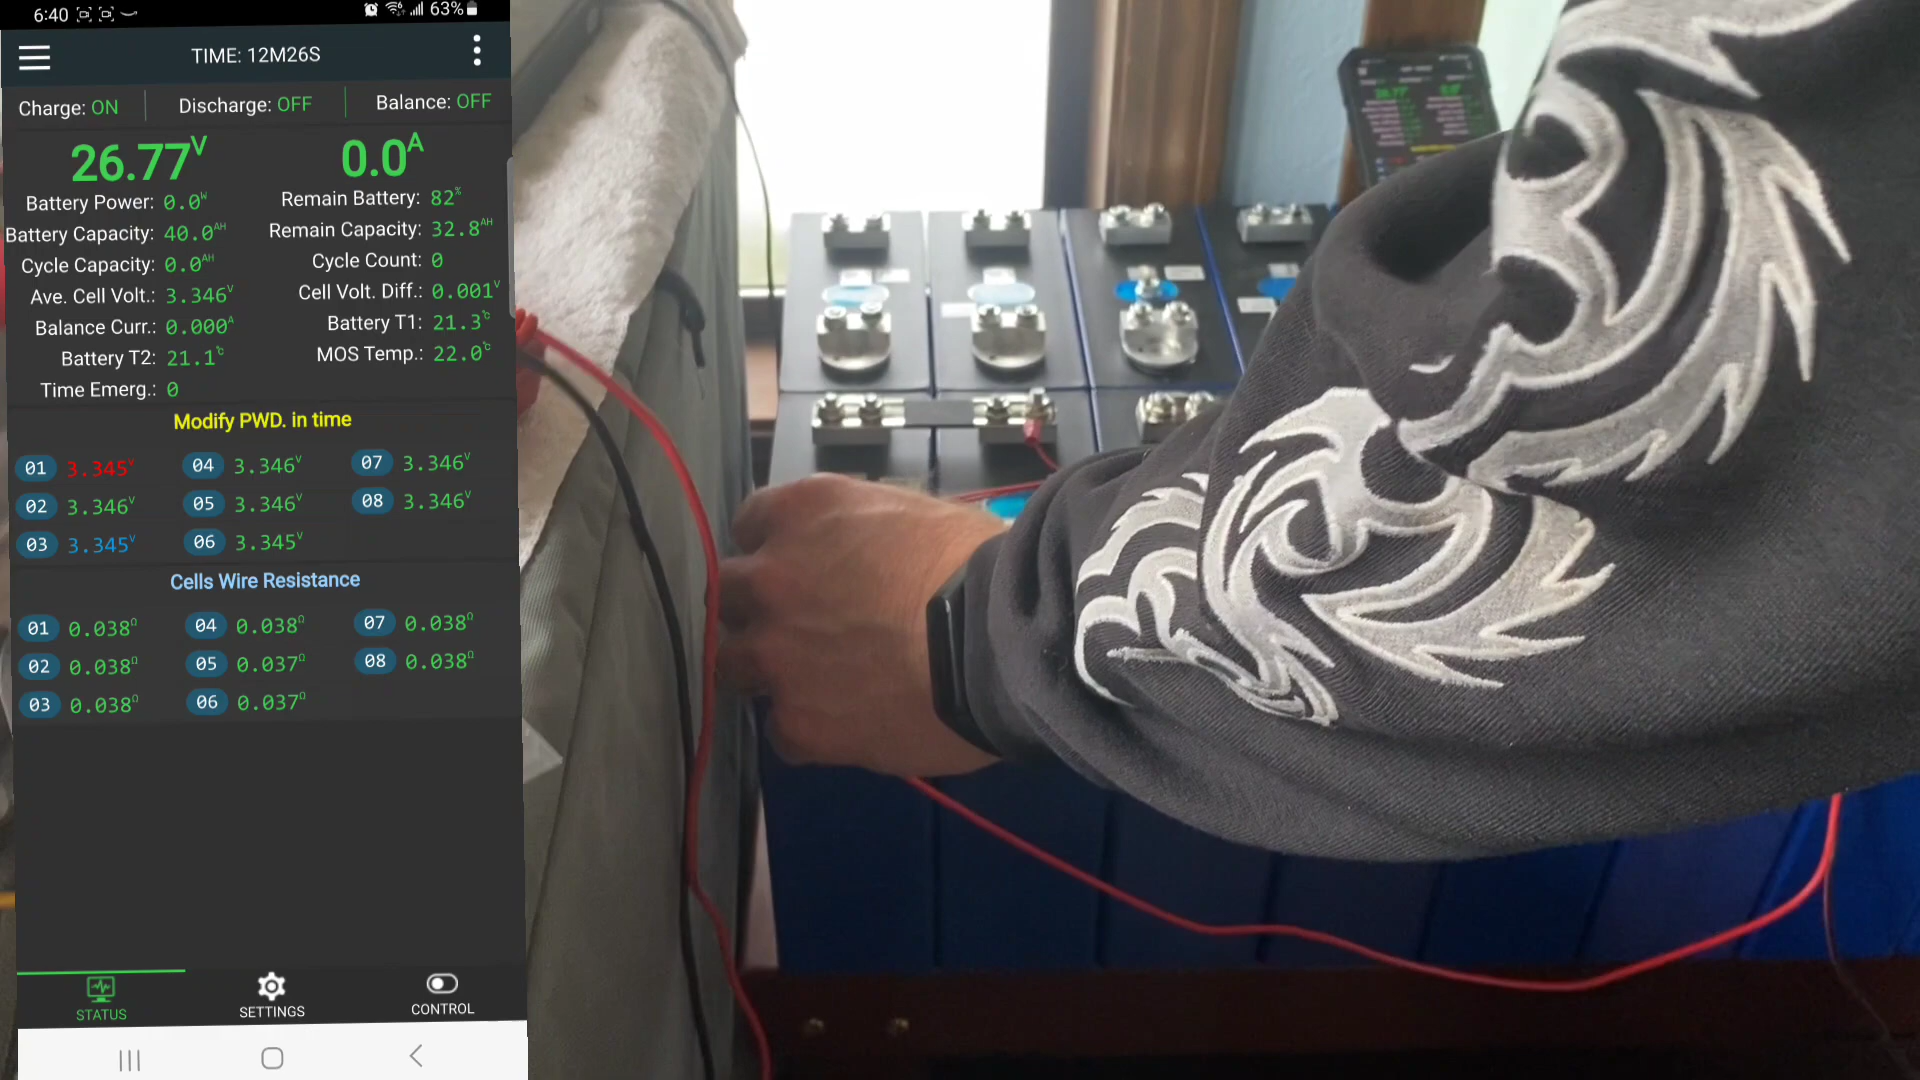 6:40 63%
TIME: 12M26S
Charge: ON Discharge: OFF Balance: OFF
26.77V 0.0A
Battery Power: 0.0W Remain Battery: 82%
Battery Capacity: 40.0AH Remain Capacity: 32.8AH
Cycle Capacity: 0.0AH Cycle Count: 0
Ave. Cell Volt.: 3.346V Cell Volt. Diff.: 0.001V
Balance Curr.: 0.000A Battery T1: 21.3℃
Battery T2: 21.1℃ MOS Temp.: 22.0℃
Time Emerg.: 0
Modify PWD. in time
01 3.345V 04 3.346V 07 3.346V
02 3.346V 05 3.346V 08 3.346V
03 3.345V 06 3.345V
Cells Wire Resistance
01 0.038Ω 04 0.038Ω 07 0.038Ω
02 0.038Ω 05 0.037Ω 08 0.038Ω
03 0.038Ω 06 0.037Ω
STATUS SETTINGS CONTROL